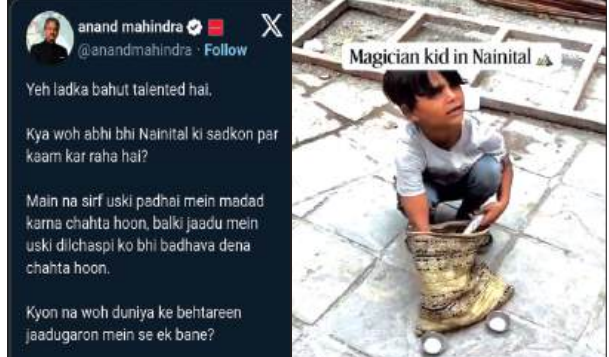 anand mahindra
@anandmahindra · Follow
Yeh ladka bahut talented hai.
Kya woh abhi bhi Nainital ki sadkon par
kaam kar raha hai?
Main na sirf uski padhai mein madad
karna chahta hoon, balki jaadu mein
uski dilchaspi ko bhi badhava dena
chahta hoon.
Kyon na woh duniya ke behtareen
jaadugaron mein se ek bane?
Magician kid in Nainital